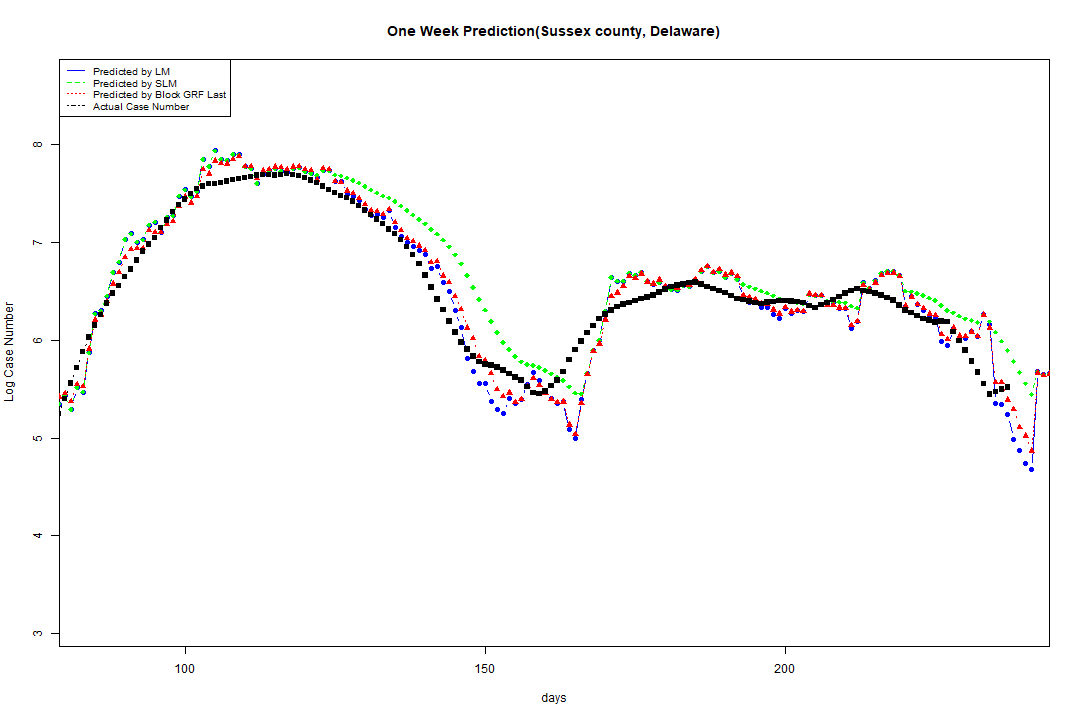 One Week Prediction(Sussex county, Delaware)
Predicted by LM
Predicted by SLM
Predicted by Block GRF Last
Actual Case Number
8
7
6
5
4
3
Log Case Number
100 150 200
days